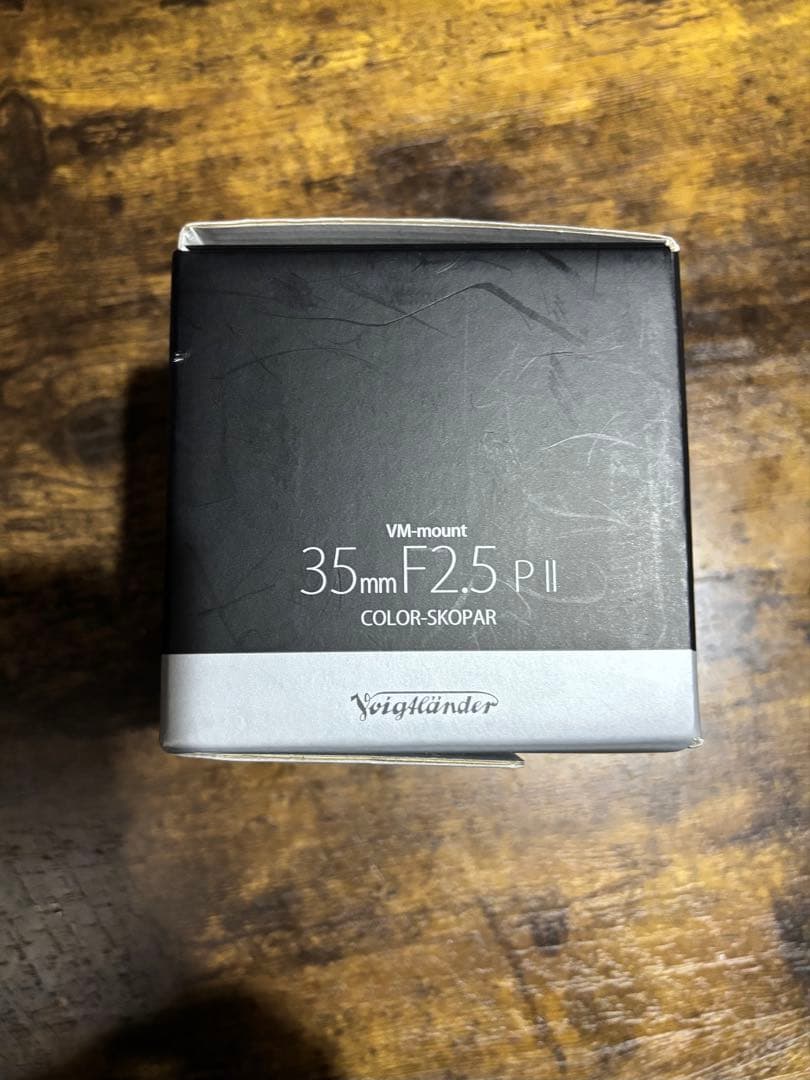 VM-mount
35mm F2.5 P II
COLOR-SKOPAR
Voigtländer